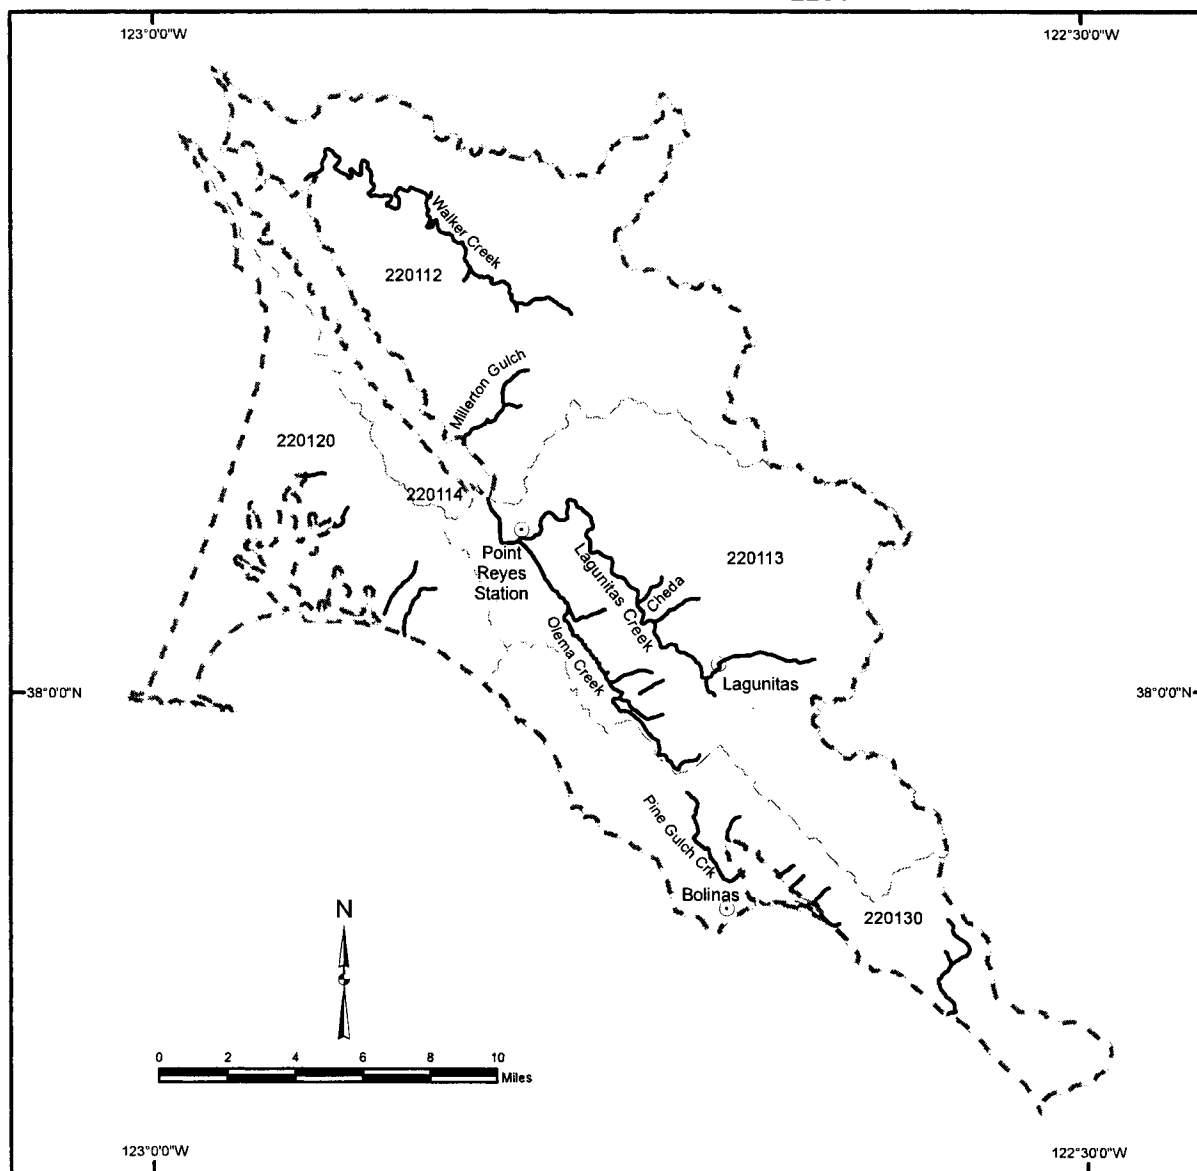 123°0'0"W
122°30'0"W
Walker Creek
220112
Millerton Gulch
220120
220114
Point
Reyes
Station
Lagunitas Creek
Cheda
220113
Olema Creek
Lagunitas
38°0'0"N
38°0'0"N
Pine Gulch Crk
Bolinas
220130
N
0 2 4 6 8 10
Miles
123°0'0"W
122°30'0"W